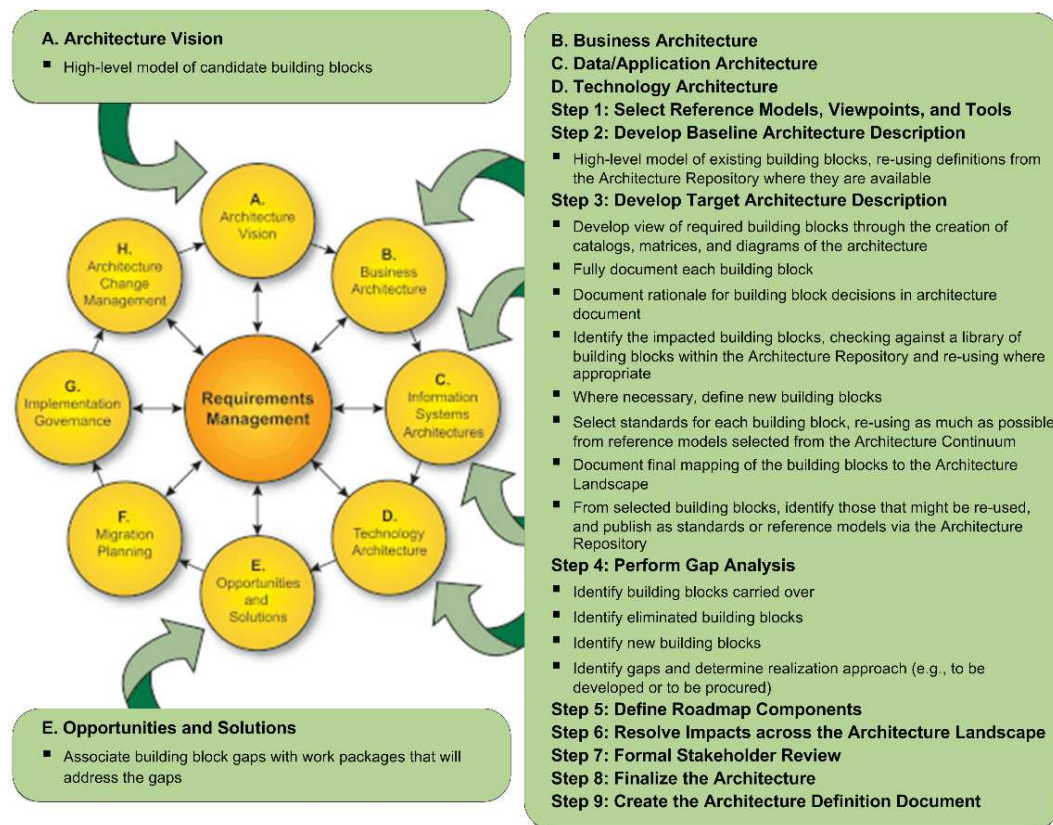 A. Architecture Vision
▪ High-level model of candidate building blocks
A.
Architecture
Vision
B.
Business
Architecture
C.
Information
Systems
Architectures
D.
Technology
Architecture
E.
Opportunities
and
Solutions
F.
Migration
Planning
G.
Implementation
Governance
H.
Architecture
Change
Management
Requirements
Management
E. Opportunities and Solutions
▪ Associate building block gaps with work packages that will
address the gaps
B. Business Architecture
C. Data/Application Architecture
D. Technology Architecture
Step 1: Select Reference Models, Viewpoints, and Tools
Step 2: Develop Baseline Architecture Description
▪ High-level model of existing building blocks, re-using definitions from
the Architecture Repository where they are available
Step 3: Develop Target Architecture Description
▪ Develop view of required building blocks through the creation of
catalogs, matrices, and diagrams of the architecture
▪ Fully document each building block
▪ Document rationale for building block decisions in architecture
document
▪ Identify the impacted building blocks, checking against a library of
building blocks within the Architecture Repository and re-using where
appropriate
▪ Where necessary, define new building blocks
▪ Select standards for each building block, re-using as much as possible
from reference models selected from the Architecture Continuum
▪ Document final mapping of the building blocks to the Architecture
Landscape
▪ From selected building blocks, identify those that might be re-used,
and publish as standards or reference models via the Architecture
Repository
Step 4: Perform Gap Analysis
▪ Identify building blocks carried over
▪ Identify eliminated building blocks
▪ Identify new building blocks
▪ Identify gaps and determine realization approach (e.g., to be
developed or to be procured)
Step 5: Define Roadmap Components
Step 6: Resolve Impacts across the Architecture Landscape
Step 7: Formal Stakeholder Review
Step 8: Finalize the Architecture
Step 9: Create the Architecture Definition Document